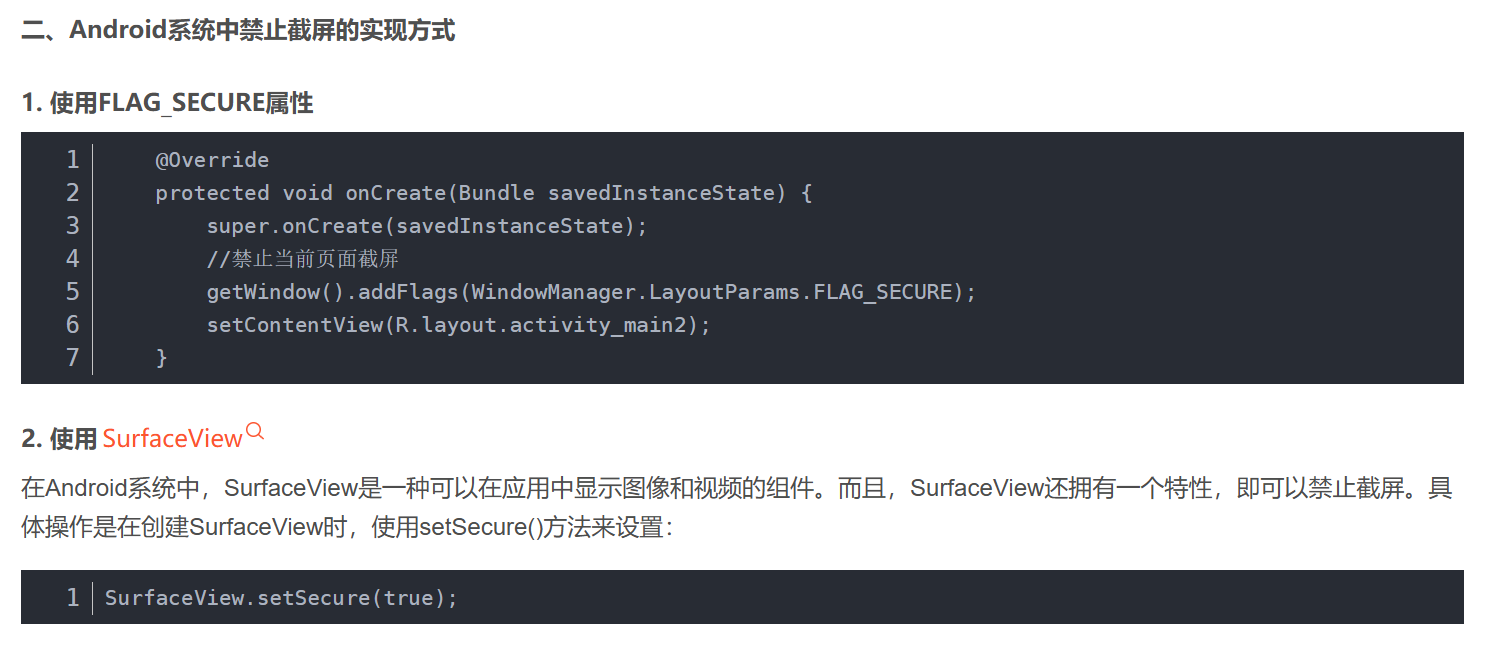 二、Android系统中禁止截屏的实现方式
1. 使用FLAG_SECURE属性
1 @Override
2 protected void onCreate(Bundle savedInstanceState) {
3 super.onCreate(savedInstanceState);
4 //禁止当前页面截屏
5 getWindow().addFlags(WindowManager.LayoutParams.FLAG_SECURE);
6 setContentView(R.layout.activity_main2);
7 }
2. 使用 SurfaceView
在Android系统中，SurfaceView是一种可以在应用中显示图像和视频的组件。而且，SurfaceView还拥有一个特性，即可以禁止截屏。具
体操作是在创建SurfaceView时，使用setSecure()方法来设置：
1 SurfaceView.setSecure(true);